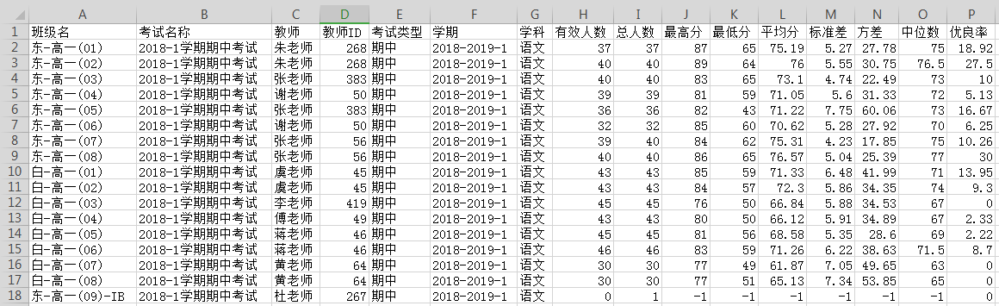 A B C D E F G H I J K L M N O P
1 班级名 考试名称 教师 教师ID 考试类型 学期 学科 有效人数 总人数 最高分 最低分 平均分 标准差 方差 中位数 优良率
2 东-高一(01) 2018-1学期期中考试 朱老师 268 期中 2018-2019-1 语文 37 37 87 65 75.19 5.27 27.78 75 18.92
3 东-高一(02) 2018-1学期期中考试 朱老师 268 期中 2018-2019-1 语文 40 40 89 64 76 5.55 30.75 76.5 27.5
4 东-高一(03) 2018-1学期期中考试 张老师 383 期中 2018-2019-1 语文 40 40 83 65 73.1 4.74 22.49 73 10
5 东-高一(04) 2018-1学期期中考试 谢老师 50 期中 2018-2019-1 语文 39 39 81 59 71.05 5.6 31.33 72 5.13
6 东-高一(05) 2018-1学期期中考试 张老师 383 期中 2018-2019-1 语文 36 36 82 43 71.22 7.75 60.06 73 16.67
7 东-高一(06) 2018-1学期期中考试 谢老师 50 期中 2018-2019-1 语文 32 32 85 60 70.62 5.28 27.92 70 6.25
8 东-高一(07) 2018-1学期期中考试 张老师 56 期中 2018-2019-1 语文 39 40 84 62 75.31 4.23 17.85 75 10.26
9 东-高一(08) 2018-1学期期中考试 张老师 56 期中 2018-2019-1 语文 40 40 86 65 76.57 5.04 25.39 77 30
10 白-高一(01) 2018-1学期期中考试 虞老师 45 期中 2018-2019-1 语文 43 43 85 59 71.33 6.48 41.99 71 13.95
11 白-高一(02) 2018-1学期期中考试 虞老师 45 期中 2018-2019-1 语文 43 43 84 57 72.3 5.86 34.35 74 9.3
12 白-高一(03) 2018-1学期期中考试 李老师 419 期中 2018-2019-1 语文 45 45 76 50 66.84 5.88 34.53 67 0
13 白-高一(04) 2018-1学期期中考试 傅老师 49 期中 2018-2019-1 语文 43 43 80 50 66.12 5.91 34.89 67 2.33
14 白-高一(05) 2018-1学期期中考试 蒋老师 46 期中 2018-2019-1 语文 45 45 81 56 68.58 5.35 28.6 69 2.22
15 白-高一(06) 2018-1学期期中考试 蒋老师 46 期中 2018-2019-1 语文 46 46 83 59 71.26 6.22 38.63 71.5 8.7
16 白-高一(07) 2018-1学期期中考试 黄老师 64 期中 2018-2019-1 语文 30 30 77 49 61.87 7.05 49.65 63 0
17 白-高一(08) 2018-1学期期中考试 黄老师 64 期中 2018-2019-1 语文 30 30 77 51 65.13 7.34 53.85 65 0
18 东-高一(09)-IB 2018-1学期期中考试 杜老师 267 期中 2018-2019-1 语文 0 1 -1 -1 -1 -1 -1 -1 0